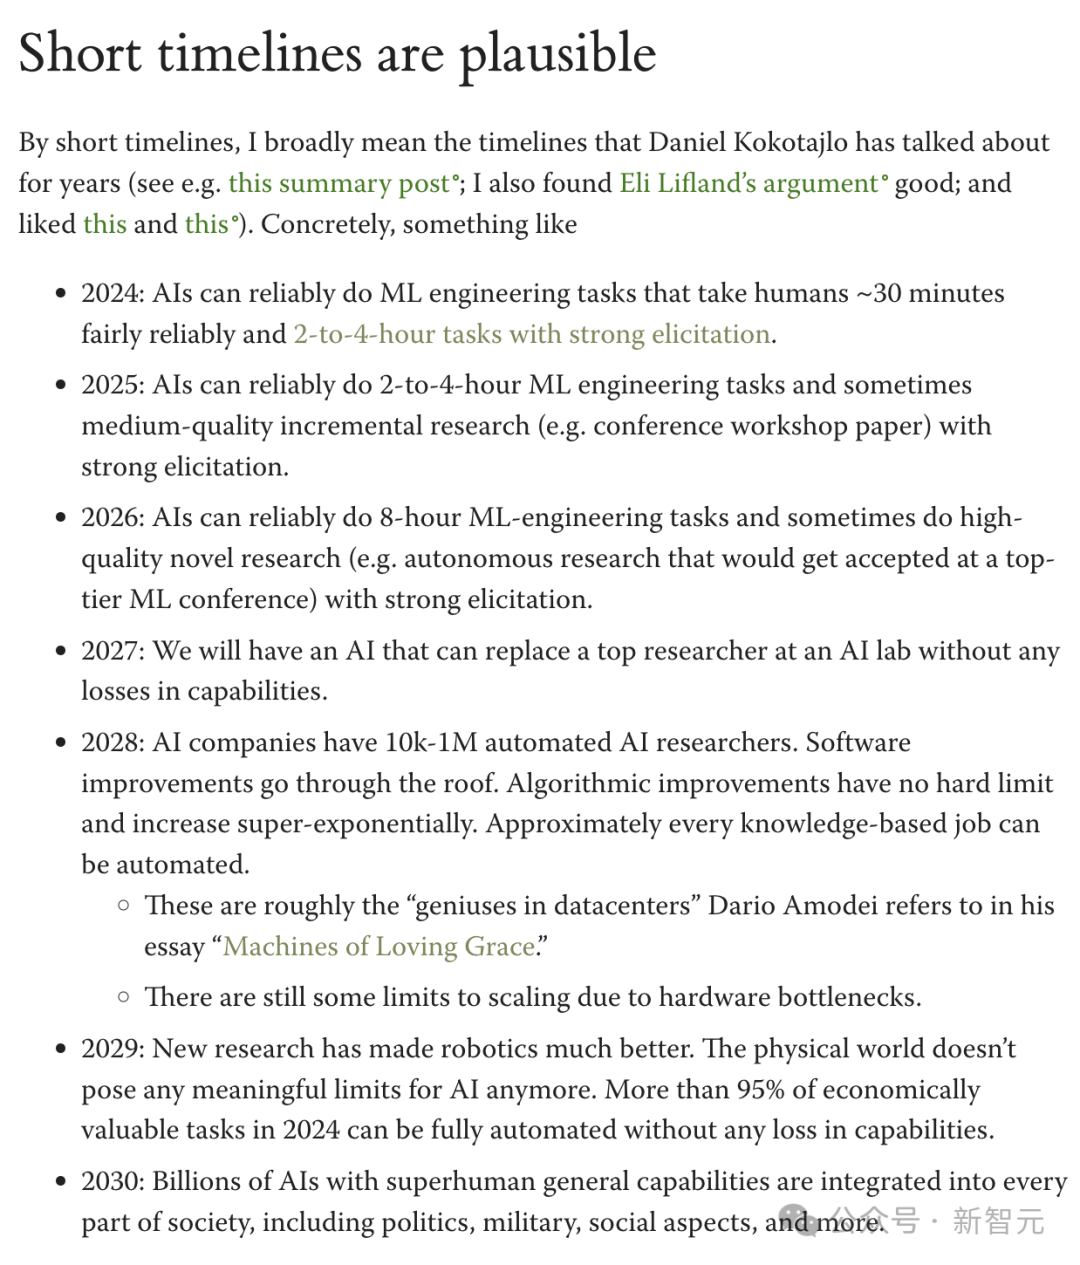 Short timelines are plausible
By short timelines, I broadly mean the timelines that Daniel Kokotajlo has talked about
for years (see e.g. this summary post°; I also found Eli Lifland’s argument° good; and
liked this and this°). Concretely, something like
• 2024: AIs can reliably do ML engineering tasks that take humans ~30 minutes
fairly reliably and 2-to-4-hour tasks with strong elicitation.
• 2025: AIs can reliably do 2-to-4-hour ML engineering tasks and sometimes
medium-quality incremental research (e.g. conference workshop paper) with
strong elicitation.
• 2026: AIs can reliably do 8-hour ML-engineering tasks and sometimes do high-
quality novel research (e.g. autonomous research that would get accepted at a top-
tier ML conference) with strong elicitation.
• 2027: We will have an AI that can replace a top researcher at an AI lab without any
losses in capabilities.
• 2028: AI companies have 10k-1M automated AI researchers. Software
improvements go through the roof. Algorithmic improvements have no hard limit
and increase super-exponentially. Approximately every knowledge-based job can
be automated.
○ These are roughly the “geniuses in datacenters” Dario Amodei refers to in his
essay “Machines of Loving Grace.”
○ There are still some limits to scaling due to hardware bottlenecks.
• 2029: New research has made robotics much better. The physical world doesn’t
pose any meaningful limits for AI anymore. More than 95% of economically
valuable tasks in 2024 can be fully automated without any loss in capabilities.
• 2030: Billions of AIs with superhuman general capabilities are integrated into every
part of society, including politics, military, social aspects, and more.
公众号 · 新智元